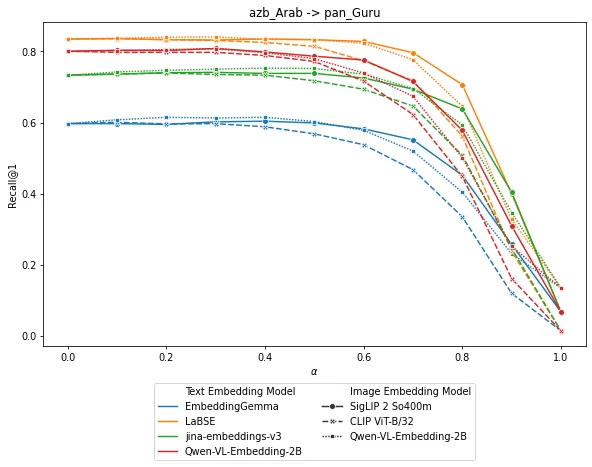 azb_Arab -> pan_Guru
Recall@1
0.8
0.6
0.4
0.2
0.0
0.0 0.2 0.4 0.6 0.8 1.0
α
Text Embedding Model
EmbeddingGemma
LaBSE
jina-embeddings-v3
Qwen-VL-Embedding-2B
Image Embedding Model
SigLIP 2 So400m
CLIP ViT-B/32
Qwen-VL-Embedding-2B